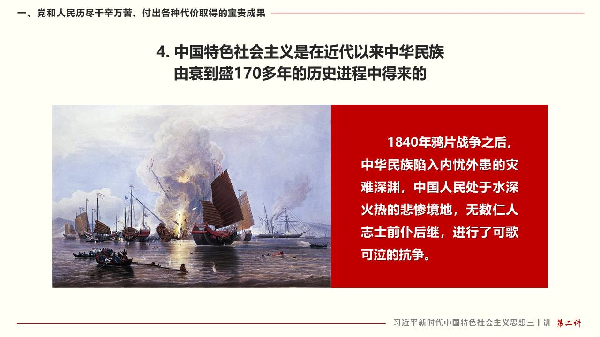 一、党和人民历尽千辛万苦、付出各种代价取得的宝贵成果
4. 中国特色社会主义是在近代以来中华民族
由衰到盛170多年的历史进程中得来的
1840年鸦片战争之后，
中华民族陷入内忧外患的灾
难深渊，中国人民处于水深
火热的悲惨境地，无数仁人
志士前仆后继，进行了可歌
可泣的抗争。
习近平新时代中国特色社会主义思想三十讲 第二讲